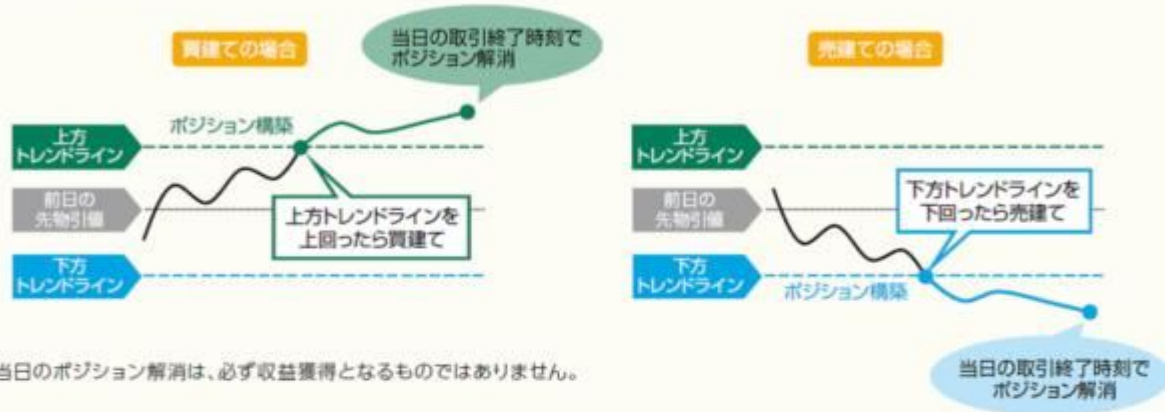 買建ての場合
当日の取引終了時刻で
ポジション解消
上方
トレンドライン
ポジション構築
前日の
先物引値
上方トレンドラインを
上回ったら買建て
下方
トレンドライン
売建ての場合
上方
トレンドライン
前日の
先物引値
下方トレンドラインを
下回ったら売建て
下方
トレンドライン
ポジション構築
当日の取引終了時刻で
ポジション解消
当日のポジション解消は、必ず収益獲得となるものではありません。